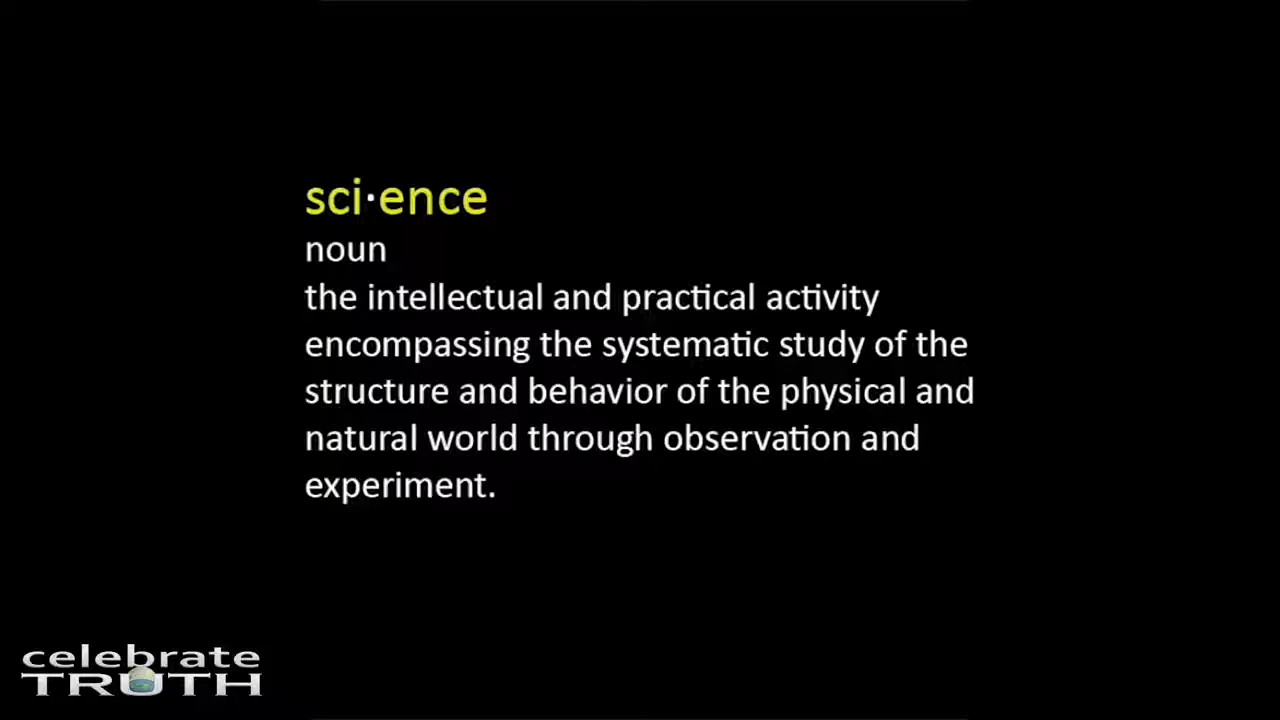 sci·ence
noun
the intellectual and practical activity
encompassing the systematic study of the
structure and behavior of the physical and
natural world through observation and
experiment.
celebrate
TRUTH